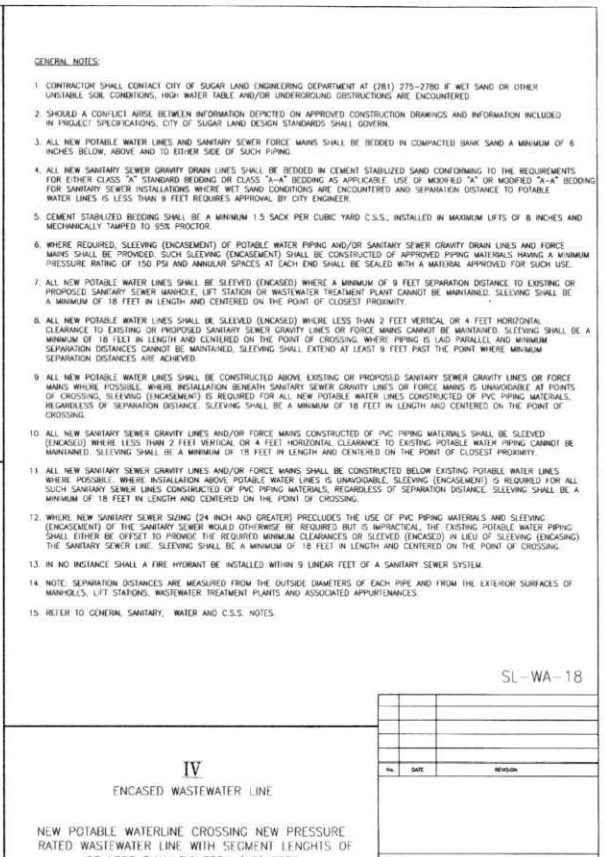 GENERAL NOTES:
1. CONTRACTOR SHALL CONTACT CITY OF SUGAR LAND ENGINEERING DEPARTMENT AT (281) 275-2780 IF WET SAND OR OTHER
UNSTABLE SOIL CONDITIONS, HIGH WATER TABLE AND/OR UNDERGROUND OBSTRUCTIONS ARE ENCOUNTERED.
2. SHOULD A CONFLICT ARISE BETWEEN INFORMATION DEPICTED ON APPROVED CONSTRUCTION DRAWINGS AND INFORMATION INCLUDED
IN PROJECT SPECIFICATIONS, CITY OF SUGAR LAND DESIGN STANDARDS SHALL GOVERN.
3. ALL NEW POTABLE WATER LINES AND SANITARY SEWER FORCE MAINS SHALL BE BEDDED IN COMPACTED BANK SAND A MINIMUM OF 6
INCHES BELOW, ABOVE AND TO EITHER SIDE OF SUCH PIPING.
4. ALL NEW SANITARY SEWER GRAVITY DRAIN LINES SHALL BE BEDDED IN CEMENT STABILIZED SAND CONFORMING TO THE REQUIREMENTS
FOR EITHER CLASS "A" STANDARD BEDDING OR CLASS "A-A" BEDDING AS APPLICABLE. USE OF MODIFIED "A" OR MODIFIED "A-A" BEDDING
FOR SANITARY SEWER INSTALLATIONS WHERE WET SAND CONDITIONS ARE ENCOUNTERED AND SEPARATION DISTANCE TO POTABLE
WATER LINES IS LESS THAN 9 FEET REQUIRES APPROVAL BY CITY ENGINEER.
5. CEMENT STABILIZED BEDDING SHALL BE A MINIMUM 1.5 SACK PER CUBIC YARD C.S.S., INSTALLED IN MAXIMUM LIFTS OF 8 INCHES AND
MECHANICALLY TAMPED TO 95% PROCTOR.
6. WHERE REQUIRED, SLEEVING (ENCASEMENT) OF POTABLE WATER PIPING AND/OR SANITARY SEWER GRAVITY DRAIN LINES AND FORCE
MAINS SHALL BE PROVIDED. SUCH SLEEVING (ENCASEMENT) SHALL BE CONSTRUCTED OF APPROVED PIPING MATERIALS HAVING A MINIMUM
PRESSURE RATING OF 150 PSI AND ANNULAR SPACES AT EACH END SHALL BE SEALED WITH A MATERIAL APPROVED FOR SUCH USE.
7. ALL NEW POTABLE WATER LINES SHALL BE SLEEVED (ENCASED) WHERE A MINIMUM OF 9 FEET SEPARATION DISTANCE TO EXISTING OR
PROPOSED SANITARY SEWER MANHOLE, LIFT STATION OR WASTEWATER TREATMENT PLANT CANNOT BE MAINTAINED. SLEEVING SHALL BE
A MINIMUM OF 18 FEET IN LENGTH AND CENTERED ON THE POINT OF CLOSEST PROXIMITY.
8. ALL NEW POTABLE WATER LINES SHALL BE SLEEVED (ENCASED) WHERE LESS THAN 2 FEET VERTICAL OR 4 FEET HORIZONTAL
CLEARANCE TO EXISTING OR PROPOSED SANITARY SEWER GRAVITY LINES OR FORCE MAINS CANNOT BE MAINTAINED. SLEEVING SHALL BE A
MINIMUM OF 18 FEET IN LENGTH AND CENTERED ON THE POINT OF CROSSING. WHERE PIPING IS LAID PARALLEL AND MINIMUM
SEPARATION DISTANCES CANNOT BE MAINTAINED, SLEEVING SHALL EXTEND AT LEAST 9 FEET PAST THE POINT WHERE MINIMUM
SEPARATION DISTANCES ARE ACHIEVED.
9. ALL NEW POTABLE WATER LINES SHALL BE CONSTRUCTED ABOVE EXISTING OR PROPOSED SANITARY SEWER GRAVITY LINES OR FORCE
MAINS WHERE POSSIBLE. WHERE INSTALLATION BENEATH SANITARY SEWER GRAVITY LINES OR FORCE MAINS IS UNAVOIDABLE AT POINTS
OF CROSSING, SLEEVING (ENCASEMENT) IS REQUIRED FOR ALL NEW POTABLE WATER LINES CONSTRUCTED OF PVC PIPING MATERIALS,
REGARDLESS OF SEPARATION DISTANCE. SLEEVING SHALL BE A MINIMUM OF 18 FEET IN LENGTH AND CENTERED ON THE POINT OF
CROSSING.
10. ALL NEW SANITARY SEWER GRAVITY LINES AND/OR FORCE MAINS CONSTRUCTED OF PVC PIPING MATERIALS SHALL BE SLEEVED
(ENCASED) WHERE LESS THAN 2 FEET VERTICAL OR 4 FEET HORIZONTAL CLEARANCE TO EXISTING POTABLE WATER PIPING CANNOT BE
MAINTAINED. SLEEVING SHALL BE A MINIMUM OF 18 FEET IN LENGTH AND CENTERED ON THE POINT OF CLOSEST PROXIMITY.
11. ALL NEW SANITARY SEWER GRAVITY LINES AND/OR FORCE MAINS SHALL BE CONSTRUCTED BELOW EXISTING POTABLE WATER LINES
WHERE POSSIBLE. WHERE INSTALLATION ABOVE POTABLE WATER LINES IS UNAVOIDABLE, SLEEVING (ENCASEMENT) IS REQUIRED FOR ALL
SUCH SANITARY SEWER LINES CONSTRUCTED OF PVC PIPING MATERIALS, REGARDLESS OF SEPARATION DISTANCE. SLEEVING SHALL BE A
MINIMUM OF 18 FEET IN LENGTH AND CENTERED ON THE POINT OF CROSSING.
12. WHERE NEW SANITARY SEWER SIZING (24 INCH AND GREATER) PRECLUDES THE USE OF PVC PIPING MATERIALS AND SLEEVING
(ENCASEMENT) OF THE SANITARY SEWER WOULD OTHERWISE BE REQUIRED BUT IS IMPRACTICAL, THE EXISTING POTABLE WATER PIPING
SHALL EITHER BE OFFSET TO PROVIDE THE REQUIRED MINIMUM CLEARANCES OR SLEEVED (ENCASED) IN LIEU OF SLEEVING (ENCASING)
THE SANITARY SEWER LINE. SLEEVING SHALL BE A MINIMUM OF 18 FEET IN LENGTH AND CENTERED ON THE POINT OF CROSSING.
13. IN NO INSTANCE SHALL A FIRE HYDRANT BE INSTALLED WITHIN 9 LINEAR FEET OF A SANITARY SEWER SYSTEM.
14. NOTE: SEPARATION DISTANCES ARE MEASURED FROM THE OUTSIDE DIAMETERS OF EACH PIPE AND FROM THE EXTERIOR SURFACES OF
MANHOLES, LIFT STATIONS, WASTEWATER TREATMENT PLANTS AND ASSOCIATED APPURTENANCES.
15. REFER TO GENERAL SANITARY, WATER AND C.S.S. NOTES.
SL-WA-18
No. DATE REVISION
IV
ENCASED WASTEWATER LINE
NEW POTABLE WATERLINE CROSSING NEW PRESSURE
RATED WASTEWATER LINE WITH SEGMENT LENGHTS OF